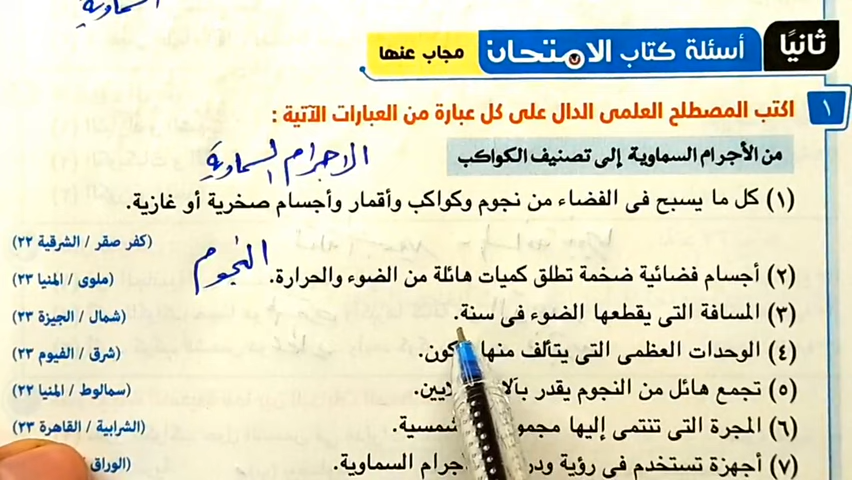 السماوية
ثانيًا
أسئلة كتاب الامتحان
مجاب عنها
١ اكتب المصطلح العلمى الدال على كل عبارة من العبارات الآتية :
من الأجرام السماوية إلى تصنيف الكواكب
الاجرام السماوية
(١) كل ما يسبح فى الفضاء من نجوم وكواكب وأقمار وأجسام صخرية أو غازية.
(كفر صقر / الشرقية ٢٢)
النجوم
(٢) أجسام فضائية ضخمة تطلق كميات هائلة من الضوء والحرارة. (ملوى / المنيا ٢٣)
(٣) المسافة التى يقطعها الضوء فى سنة. (شمال / الجيزة ٢٣)
(٤) الوحدات العظمى التى يتألف منها (شرق / الفيوم ٢٣)
(٥) تجمع هائل من النجوم يقدر (سمالوط / المنيا ٢٢)
(٦) المجرة التى تنتمى إليها (الشرابية / القاهرة ٢٣)
(٧) أجهزة تستخدم فى رؤية السماوية. (الوراق